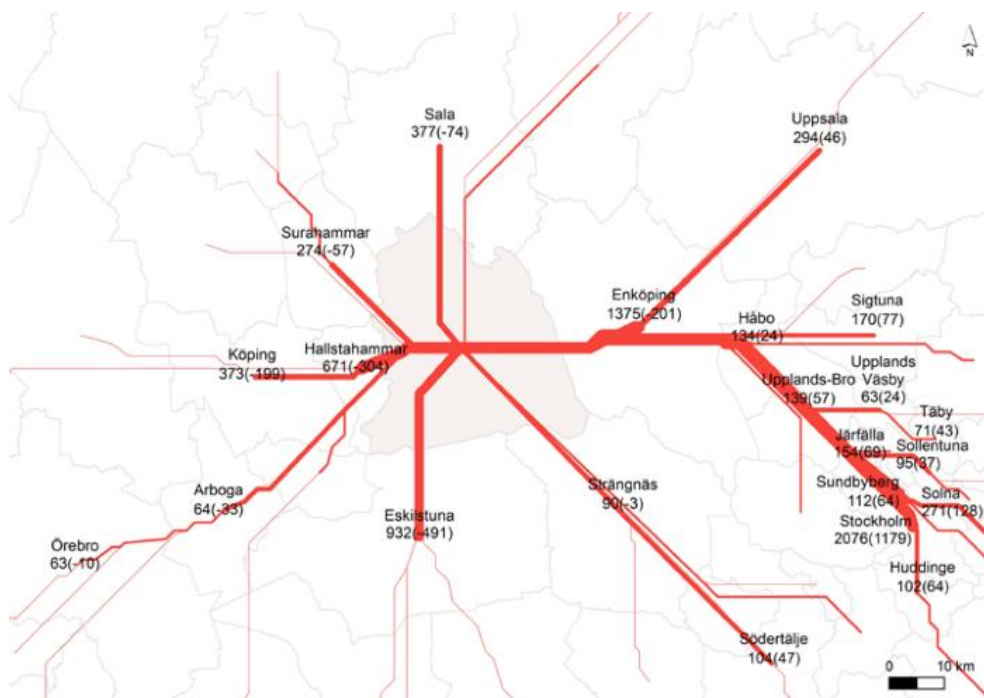 N
Sala
377(-74)
Uppsala
294(46)
Surahammar
274(-57)
Enköping
1375(-201)
Håbo
134(24)
Sigtuna
170(77)
Köping
373(-199)
Hallstahammar
671(-304)
Upplands
Väsby
63(24)
Upplands-Bro
139(57)
Täby
71(43)
Järfälla
154(69)
Sollentuna
95(37)
Sundbyberg
112(64)
Solna
271(128)
Stockholm
2076(1179)
Huddinge
102(64)
Strängnäs
90(-3)
Arboga
64(-33)
Eskilstuna
932(-491)
Örebro
63(-10)
Södertälje
104(47)
0 10 km